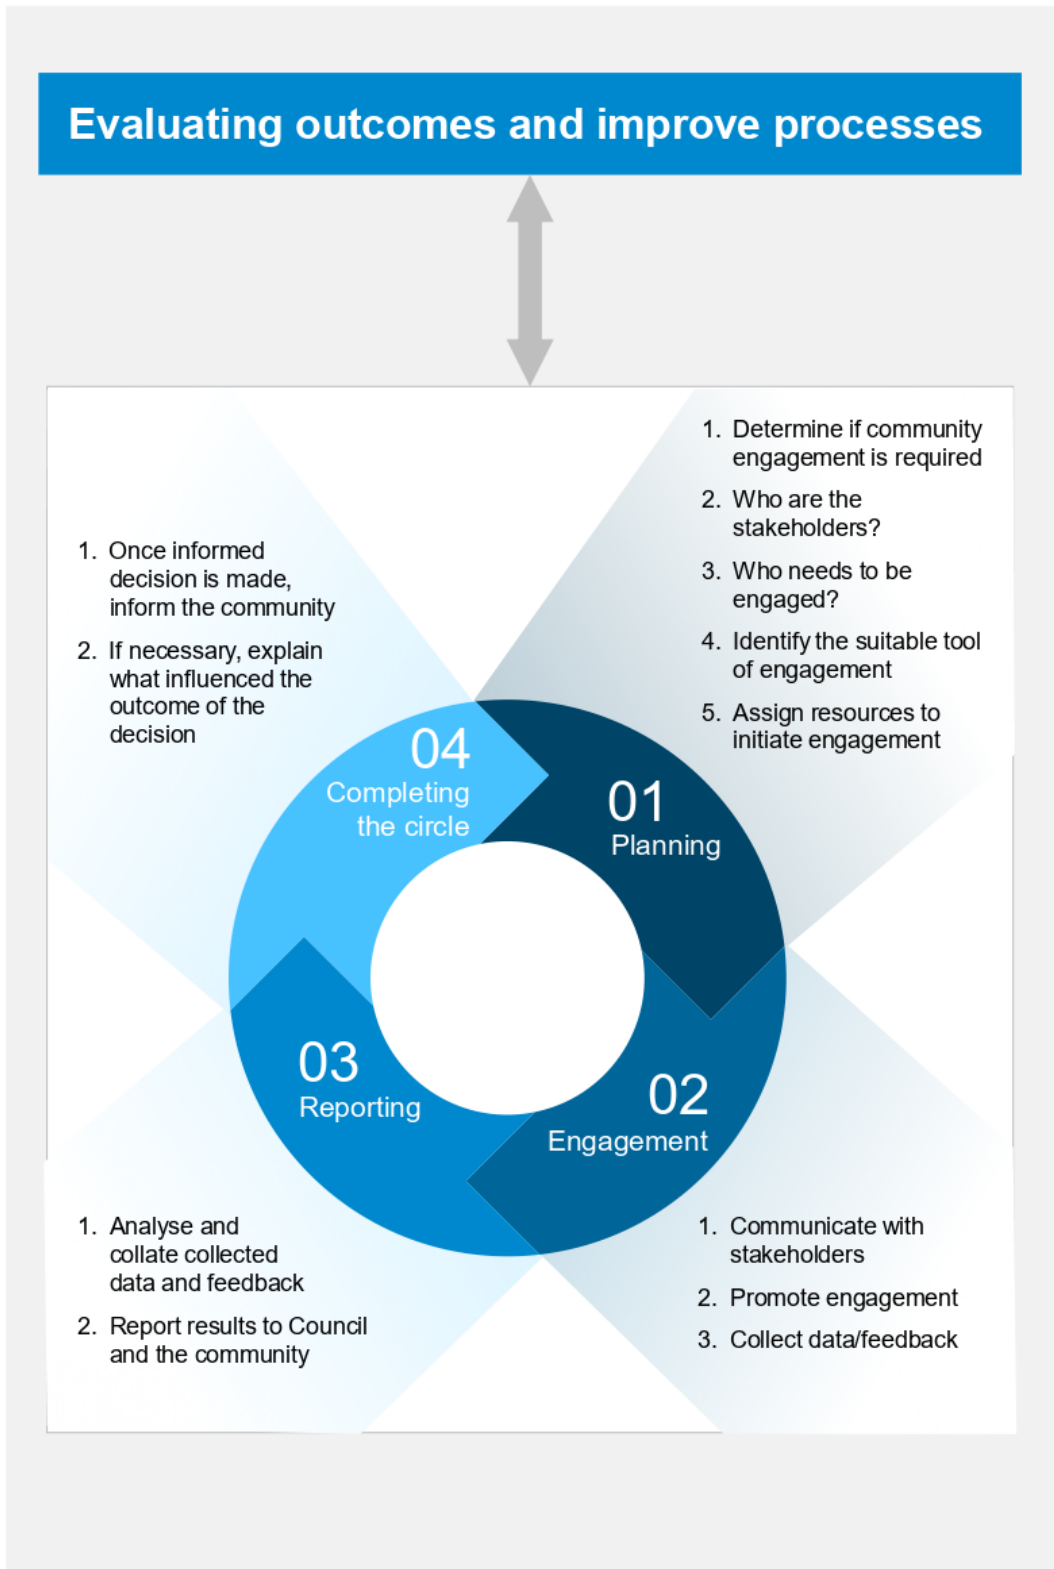 Evaluating outcomes and improve processes
1. Determine if community
engagement is required
2. Who are the
stakeholders?
3. Who needs to be
engaged?
4. Identify the suitable tool
of engagement
5. Assign resources to
initiate engagement
1. Once informed
decision is made,
inform the community
2. If necessary, explain
what influenced the
outcome of the
decision
04
Completing
the circle
01
Planning
03
Reporting
02
Engagement
1. Analyse and
collate collected
data and feedback
2. Report results to Council
and the community
1. Communicate with
stakeholders
2. Promote engagement
3. Collect data/feedback